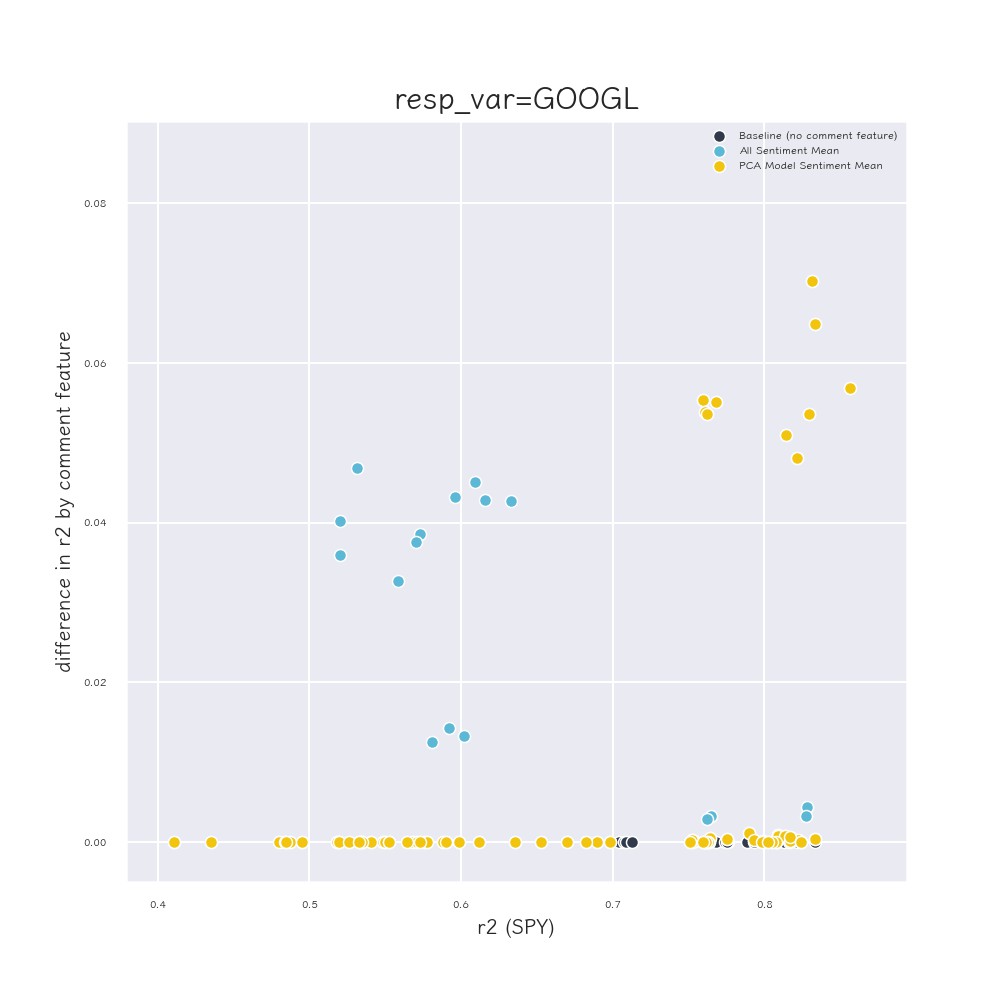 resp_var=GOOGL
Baseline (no comment feature)
All Sentiment Mean
PCA Model Sentiment Mean
difference in r2 by comment feature
0.08
0.06
0.04
0.02
0.00
0.4 0.5 0.6 0.7 0.8
r2 (SPY)